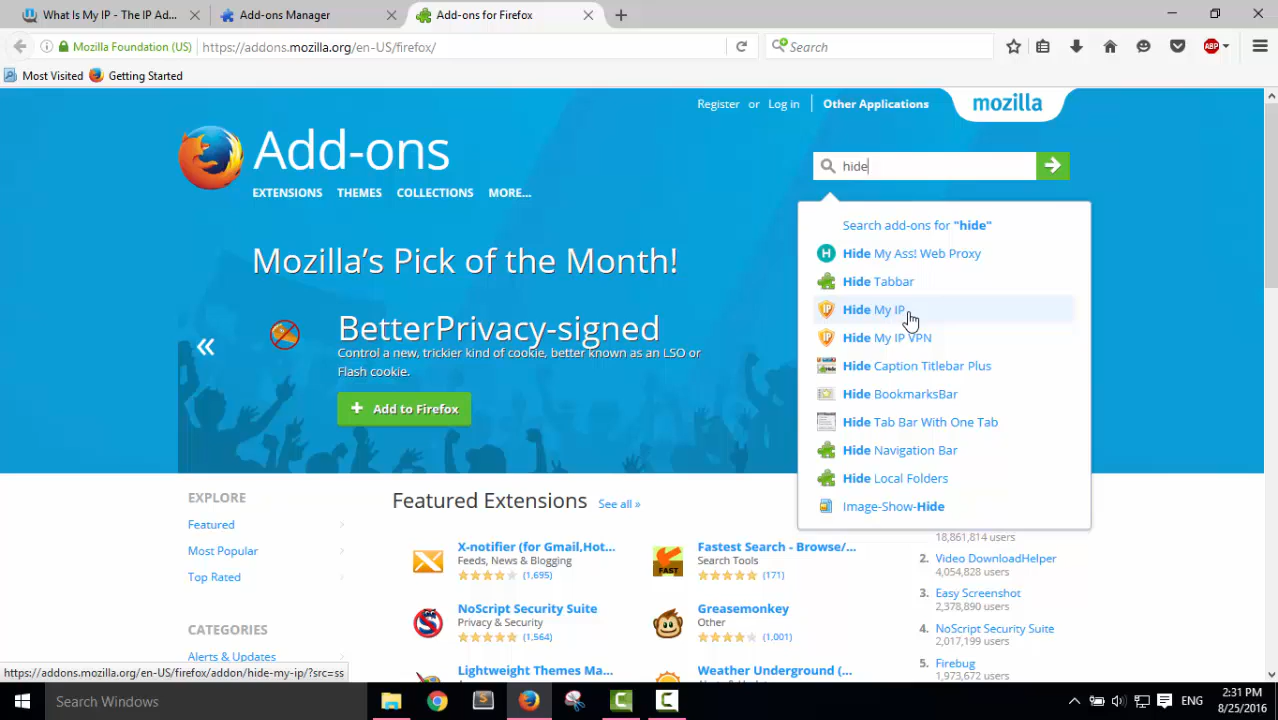 What Is My IP - The IP Ad...
Add-ons Manager
Add-ons for Firefox
Mozilla Foundation (US)
https://addons.mozilla.org/en-US/firefox/
Search
ABP
Most Visited
Getting Started
Register or Log in
Other Applications
mozilla
Add-ons
hide
EXTENSIONS THEMES COLLECTIONS MORE...
Search add-ons for "hide"
Hide My Ass! Web Proxy
Hide Tabbar
Hide My IP
Hide My IP VPN
Hide Caption Titlebar Plus
Hide BookmarksBar
Hide Tab Bar With One Tab
Hide Navigation Bar
Hide Local Folders
Image-Show-Hide
Mozilla's Pick of the Month!
BetterPrivacy-signed
Control a new, trickier kind of cookie, better known as an LSO or
Flash cookie.
Add to Firefox
EXPLORE
Featured
Most Popular
Top Rated
CATEGORIES
Alerts & Updates
Featured Extensions See all »
X-notifier (for Gmail,Hot...
Feeds, News & Blogging
(1,695)
Fastest Search - Browse/...
Search Tools
(171)
NoScript Security Suite
Privacy & Security
(1,564)
Greasemonkey
Other
(1,001)
Lightweight Themes Ma...
Weather Underground (...
18,861,814 users
2. Video DownloadHelper
4,054,828 users
3. Easy Screenshot
2,378,890 users
4. NoScript Security Suite
2,017,199 users
5. Firebug
1,973,672 users
https://addons.mozilla.org/en-US/firefox/addon/hide-my-ip/?src=ss
Search Windows
ENG
2:31 PM
8/25/2016